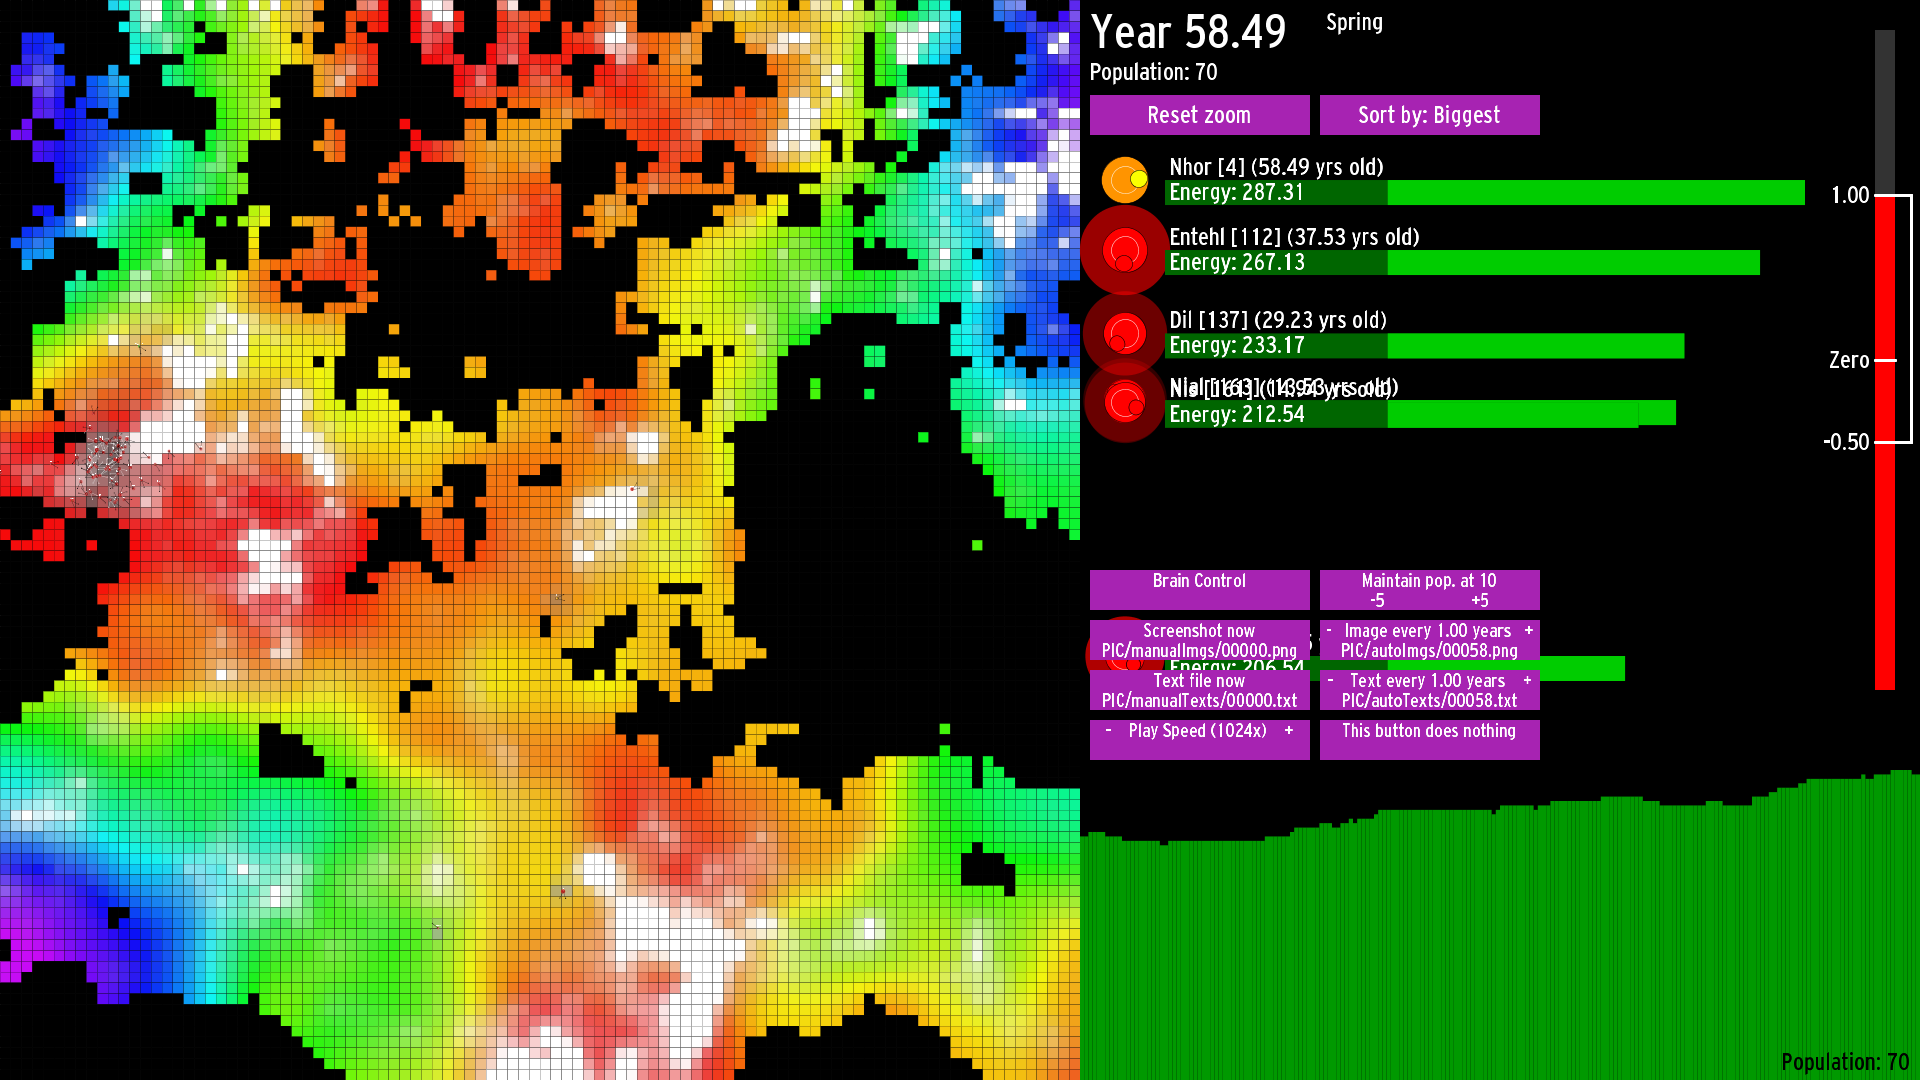 Year 58.49
Spring
Population: 70
Reset zoom
Sort by: Biggest
Nhor [4] (58.49 yrs old)
Energy: 287.31
1.00
Entehl [112] (37.53 yrs old)
Energy: 267.13
Dil [137] (29.23 yrs old)
Energy: 233.17
Zero
Energy: 212.54
-0.50
Brain Control
Maintain pop. at 10
-5 +5
Screenshot now
PIC/manualImgs/00000.png
- Image every 1.00 years +
PIC/autoImgs/00058.png
Energy: 206.54
Text file now
PIC/manualTexts/00000.txt
- Text every 1.00 years +
PIC/autoTexts/00058.txt
- Play Speed (1024x) +
This button does nothing
Population: 70